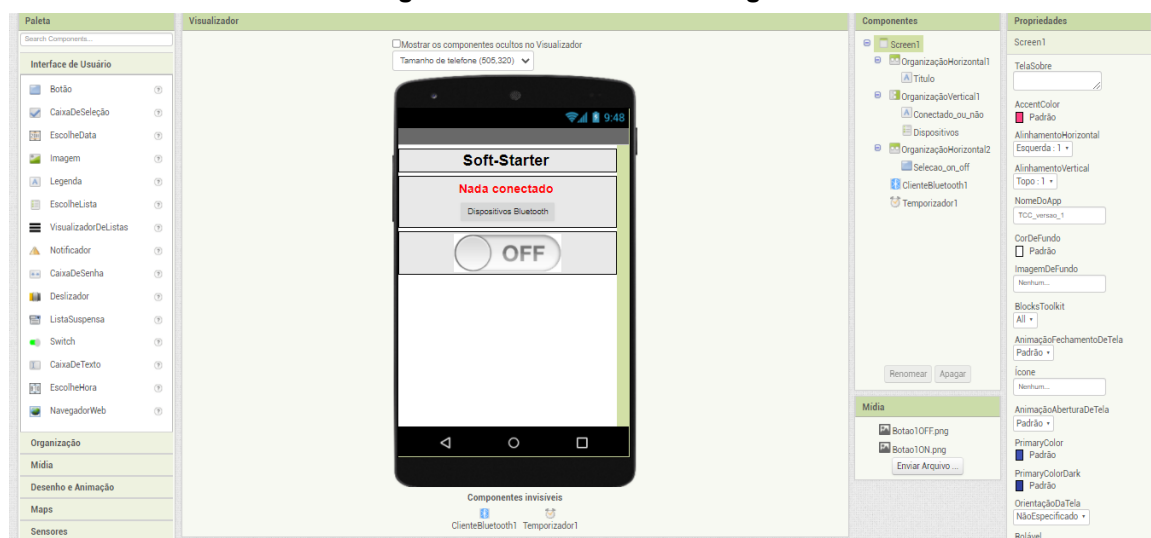 Paleta
Search Components...
Interface de Usuário
Botão
CaixaDeSeleção
EscolheData
Imagem
Legenda
EscolheLista
VisualizadorDeListas
Notificador
CaixaDeSenha
Deslizador
ListaSuspensa
Switch
CaixaDeTexto
EscolheHora
NavegadorWeb
Organização
Mídia
Desenho e Animação
Maps
Sensores
Visualizador
Mostrar os componentes ocultos no Visualizador
Tamanho de telefone (505,320)
9:48
Soft-Starter
Nada conectado
Dispositivos Bluetooth
OFF
Componentes invisíveis
ClienteBluetooth1 Temporizador1
Componentes
Screen1
OrganizaçãoHorizontal1
Titulo
OrganizaçãoVertical1
Conectado_ou_não
Dispositivos
OrganizaçãoHorizontal2
Selecao_on_off
ClienteBluetooth1
Temporizador1
Renomear Apagar
Mídia
Botao1OFF.png
Botao1ON.png
Enviar Arquivo ...
Propriedades
Screen1
TelaSobre
AccentColor
Padrão
AlinhamentoHorizontal
Esquerda : 1
AlinhamentoVertical
Topo : 1
NomeDoApp
TCC_versao_1
CorDeFundo
Padrão
ImagemDeFundo
Nenhum...
BlocksToolkit
All
AnimaçãoFechamentoDeTela
Padrão
Ícone
Nenhum...
AnimaçãoAberturaDeTela
Padrão
PrimaryColor
Padrão
PrimaryColorDark
Padrão
OrientaçãoDaTela
NãoEspecificado
Rolável